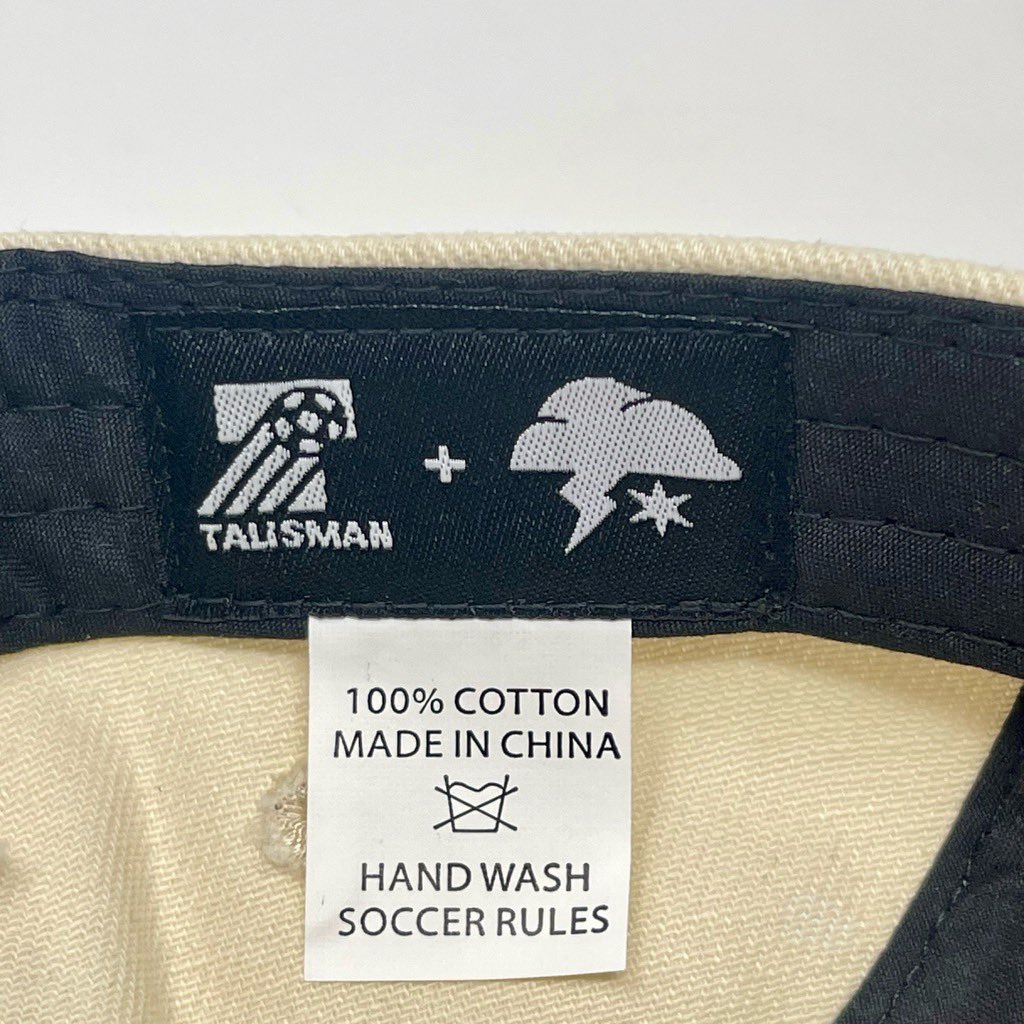 TALISMAN
+
100% COTTON
MADE IN CHINA
HAND WASH
SOCCER RULES